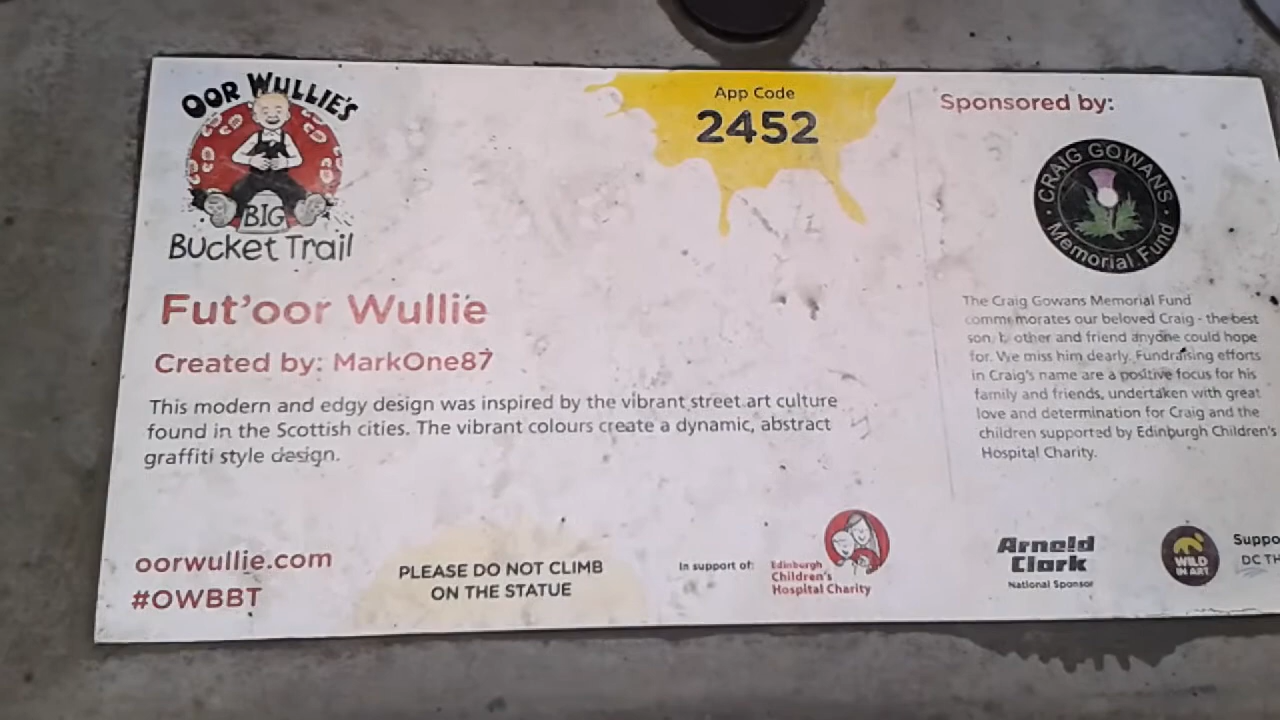 OOR WULLIE'S
BIG
BUCKET TRAIL
App Code
2452
Fut'oor Wullie
Created by: MarkOne87
This modern and edgy design was inspired by the vibrant street art culture
found in the Scottish cities. The vibrant colours create a dynamic, abstract
graffiti style design.
oorwullie.com
#OWBBT
PLEASE DO NOT CLIMB
ON THE STATUE
In support of:
Edinburgh
Children's
Hospital Charity
Sponsored by:
CRAIG GOWANS
Memorial Fund
The Craig Gowans Memorial Fund
commemorates our beloved Craig - the best
son, brother and friend anyone could hope
for. We miss him dearly. Fundraising efforts
in Craig's name are a positive focus for his
family and friends, undertaken with great
love and determination for Craig and the
children supported by Edinburgh Children's
Hospital Charity.
Arnold
Clark
National Sponsor
WILD
IN ART
Suppo
DC TH